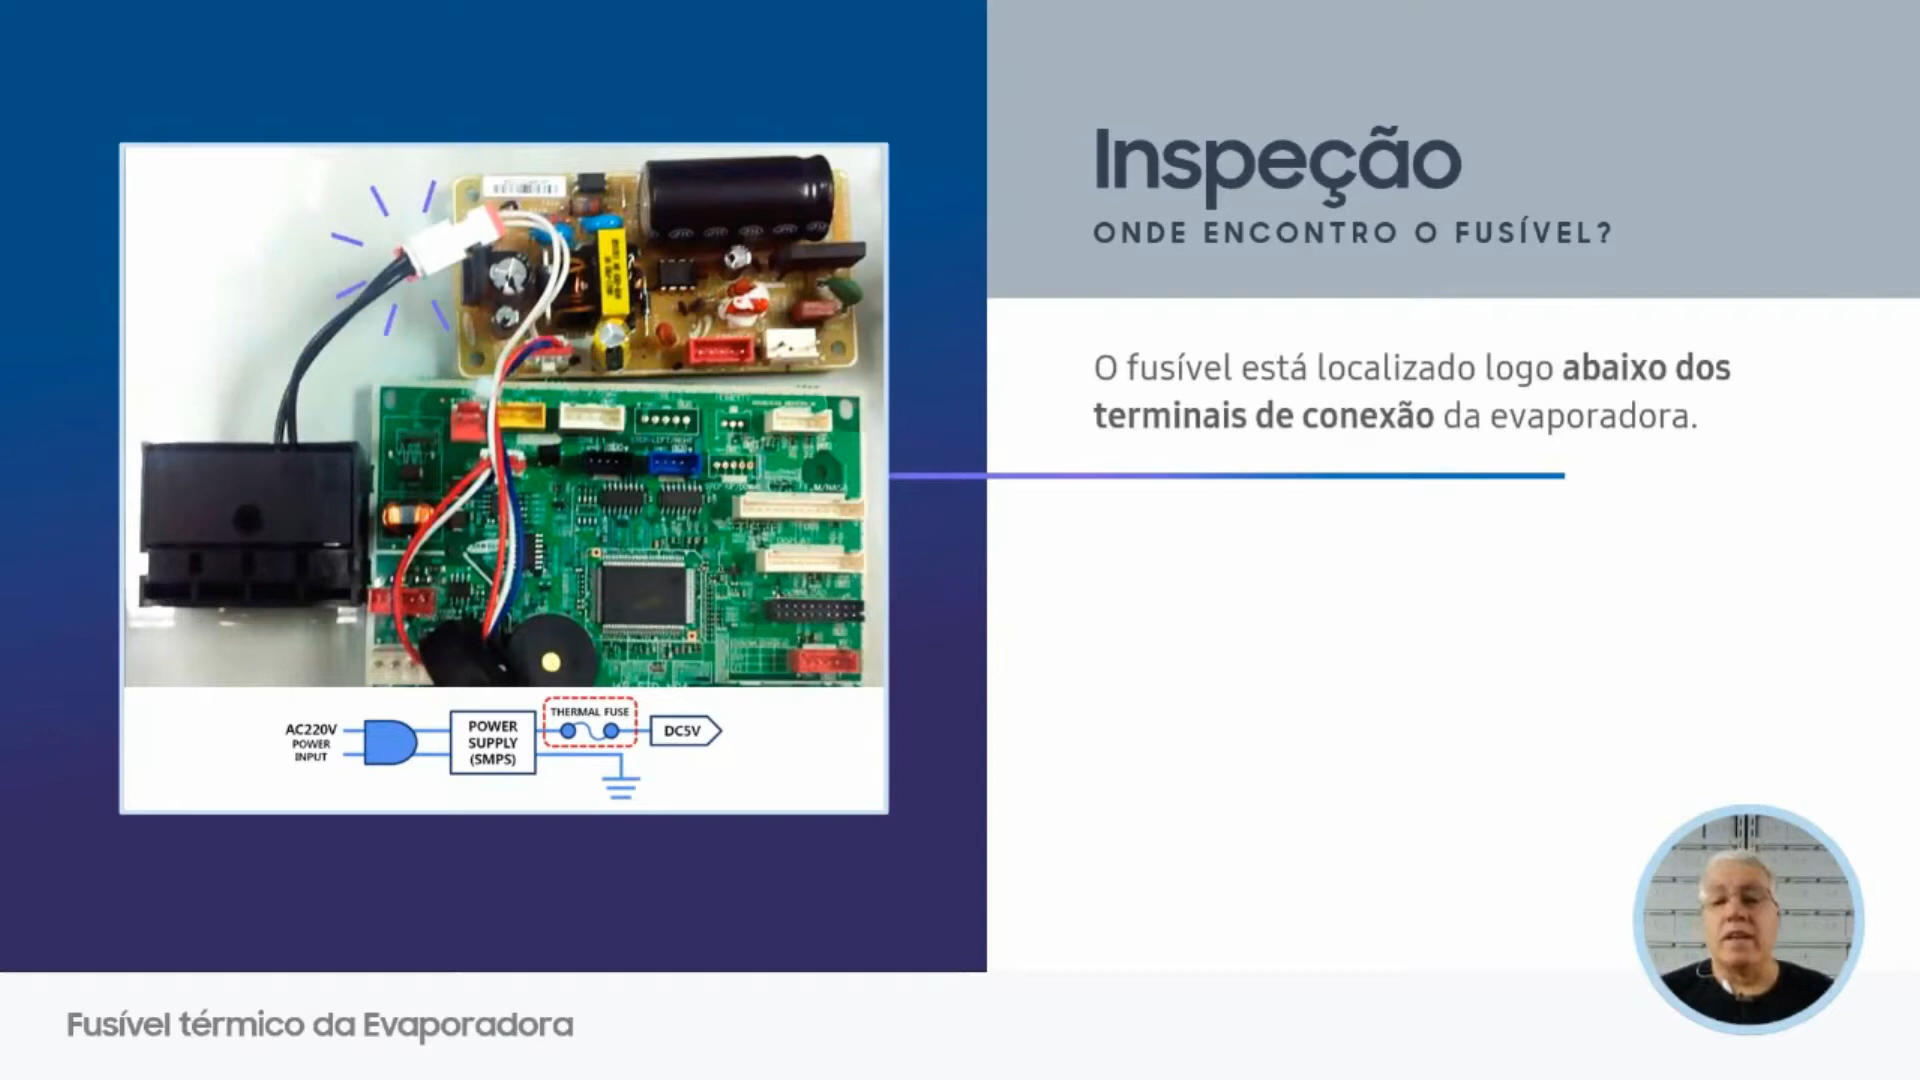 Inspeção
ONDE ENCONTRO O FUSÍVEL?
O fusível está localizado logo abaixo dos
terminais de conexão da evaporadora.
AC220V
POWER
INPUT
POWER
SUPPLY
(SMPS)
THERMAL FUSE
DC5V
Fusível térmico da Evaporadora